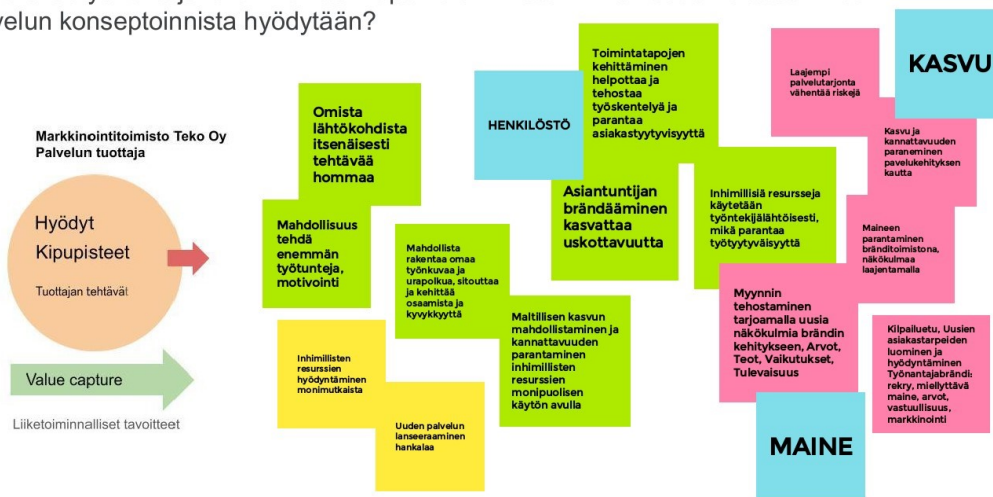 velun konseptoinnista hyödytään?
Markkinointitoimisto Teko Oy
Palvelun tuottaja
Hyödyt
Kipupisteet
Tuottajan tehtävät
Value capture
Liiketoiminnalliset tavoitteet
Omista
lähtökohdista
itsenäisesti
tehtävää
hommaa
Mahdollisuus
tehdä
enemmän
työtunteja,
motivointi
Mahdollista
rakentaa omaa
työnkuvaa ja
urapolkua, sitouttaa
ja kehittää
osaamista ja
kyvykkyyttä
Inhimillisten
resurssien
hyödyntäminen
monimutkaista
Uuden palvelun
lanseeraaminen
hankalaa
HENKILÖSTÖ
Toimintatapojen
kehittäminen
helpottaa ja
tehostaa
työskentelyä ja
parantaa
asiakastyytyvisyyttä
Asiantuntijan
brändääminen
kasvattaa
uskottavuutta
Inhimillisiä resursseja
käytetään
työntekijälähtöisesti,
mikä parantaa
työtyytyväisyyttä
Maltillisen kasvun
mahdollistaminen ja
kannattavuuden
parantaminen
inhimillisten
resurssien
monipuolisen
käytön avulla
Laajempi
palvelutarjonta
vähentää riskejä
KASVU
Kasvu ja
kannattavuuden
paraneminen
pavelukehityksen
kautta
Maineen
parantaminen
bränditoimistona,
näkökulmaa
laajentamalla
Myynnin
tehostaminen
tarjoamalla uusia
näkökulmia brändin
kehitykseen, Arvot,
Teot, Vaikutukset,
Tulevaisuus
Kilpailuetu, Uusien
asiakastarpeiden
luominen ja
hyödyntäminen
Työnantajabrändi:
rekry, miellyttävä
maine, arvot,
vastuullisuus,
markkinointi
MAINE